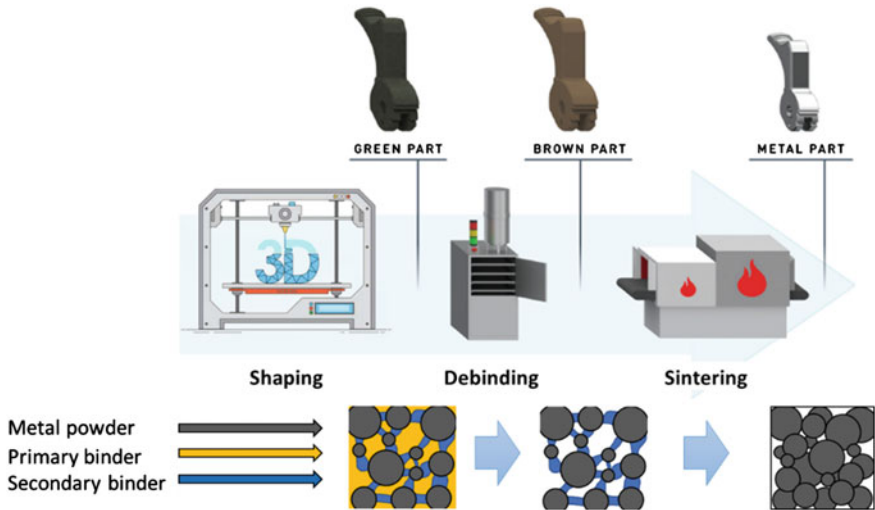 GREEN PART
BROWN PART
METAL PART
3D
Shaping
Debinding
Sintering
Metal powder
Primary binder
Secondary binder